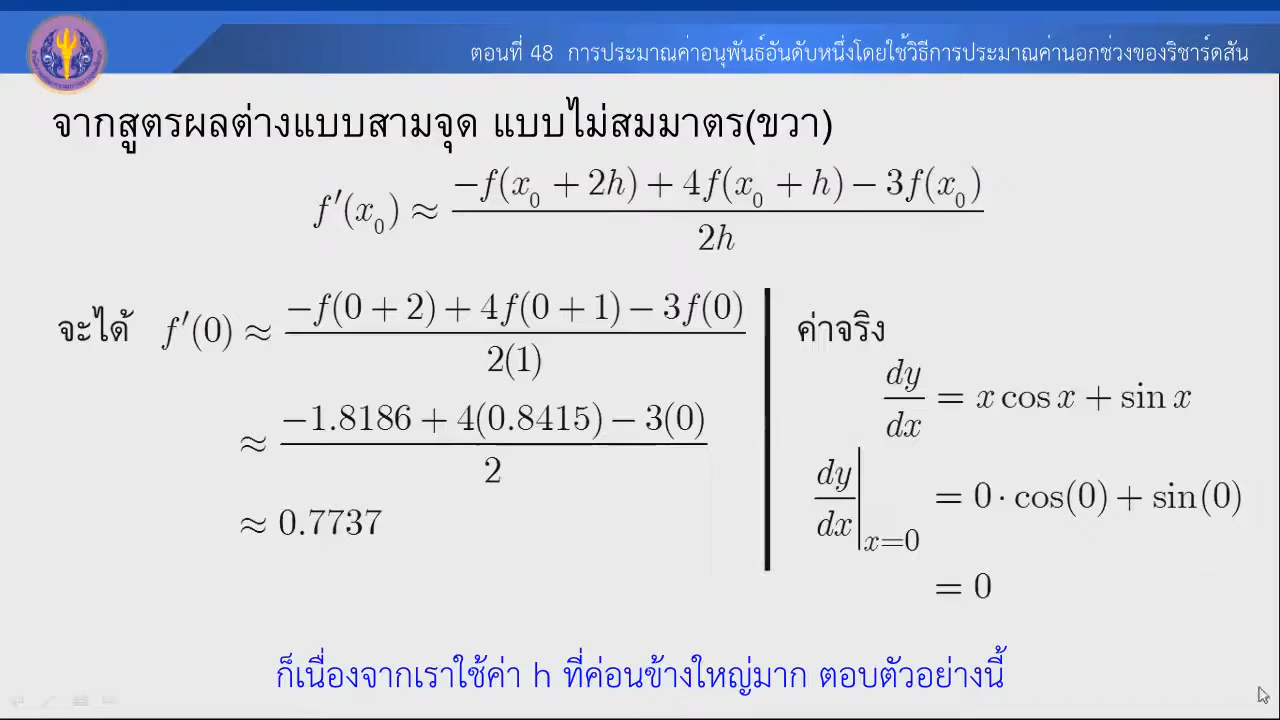 ตอนที่ 48 การประมาณค่าอนุพันธ์อันดับหนึ่งโดยใช้วิธีการประมาณค่านอกช่วงของริชาร์ดสัน
จากสูตรผลต่างแบบสามจุด แบบไม่สมมาตร(ขวา)
f′(x₀) ≈ (−f(x₀ + 2h) + 4f(x₀ + h) − 3f(x₀)) / 2h
จะได้ f′(0) ≈ (−f(0 + 2) + 4f(0 + 1) − 3f(0)) / 2(1)
≈ (−1.8186 + 4(0.8415) − 3(0)) / 2
≈ 0.7737
ค่าจริง
dy/dx = x cos x + sin x
dy/dx|x=0 = 0 · cos(0) + sin(0)
= 0
ก็เนื่องจากเราใช้ค่า h ที่ค่อนข้างใหญ่มาก ตอบตัวอย่างนี้